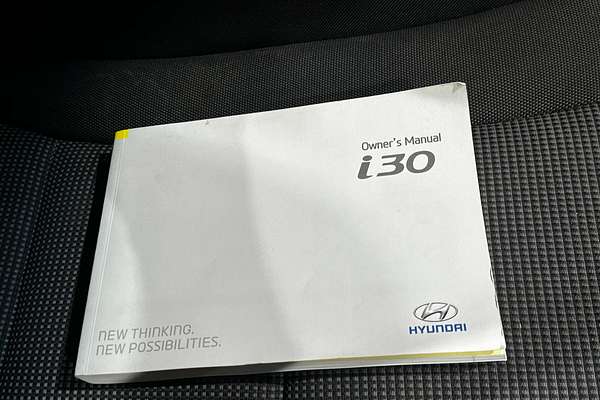 Owner's Manual
i30
NEW THINKING.
NEW POSSIBILITIES.
HYUNDAI